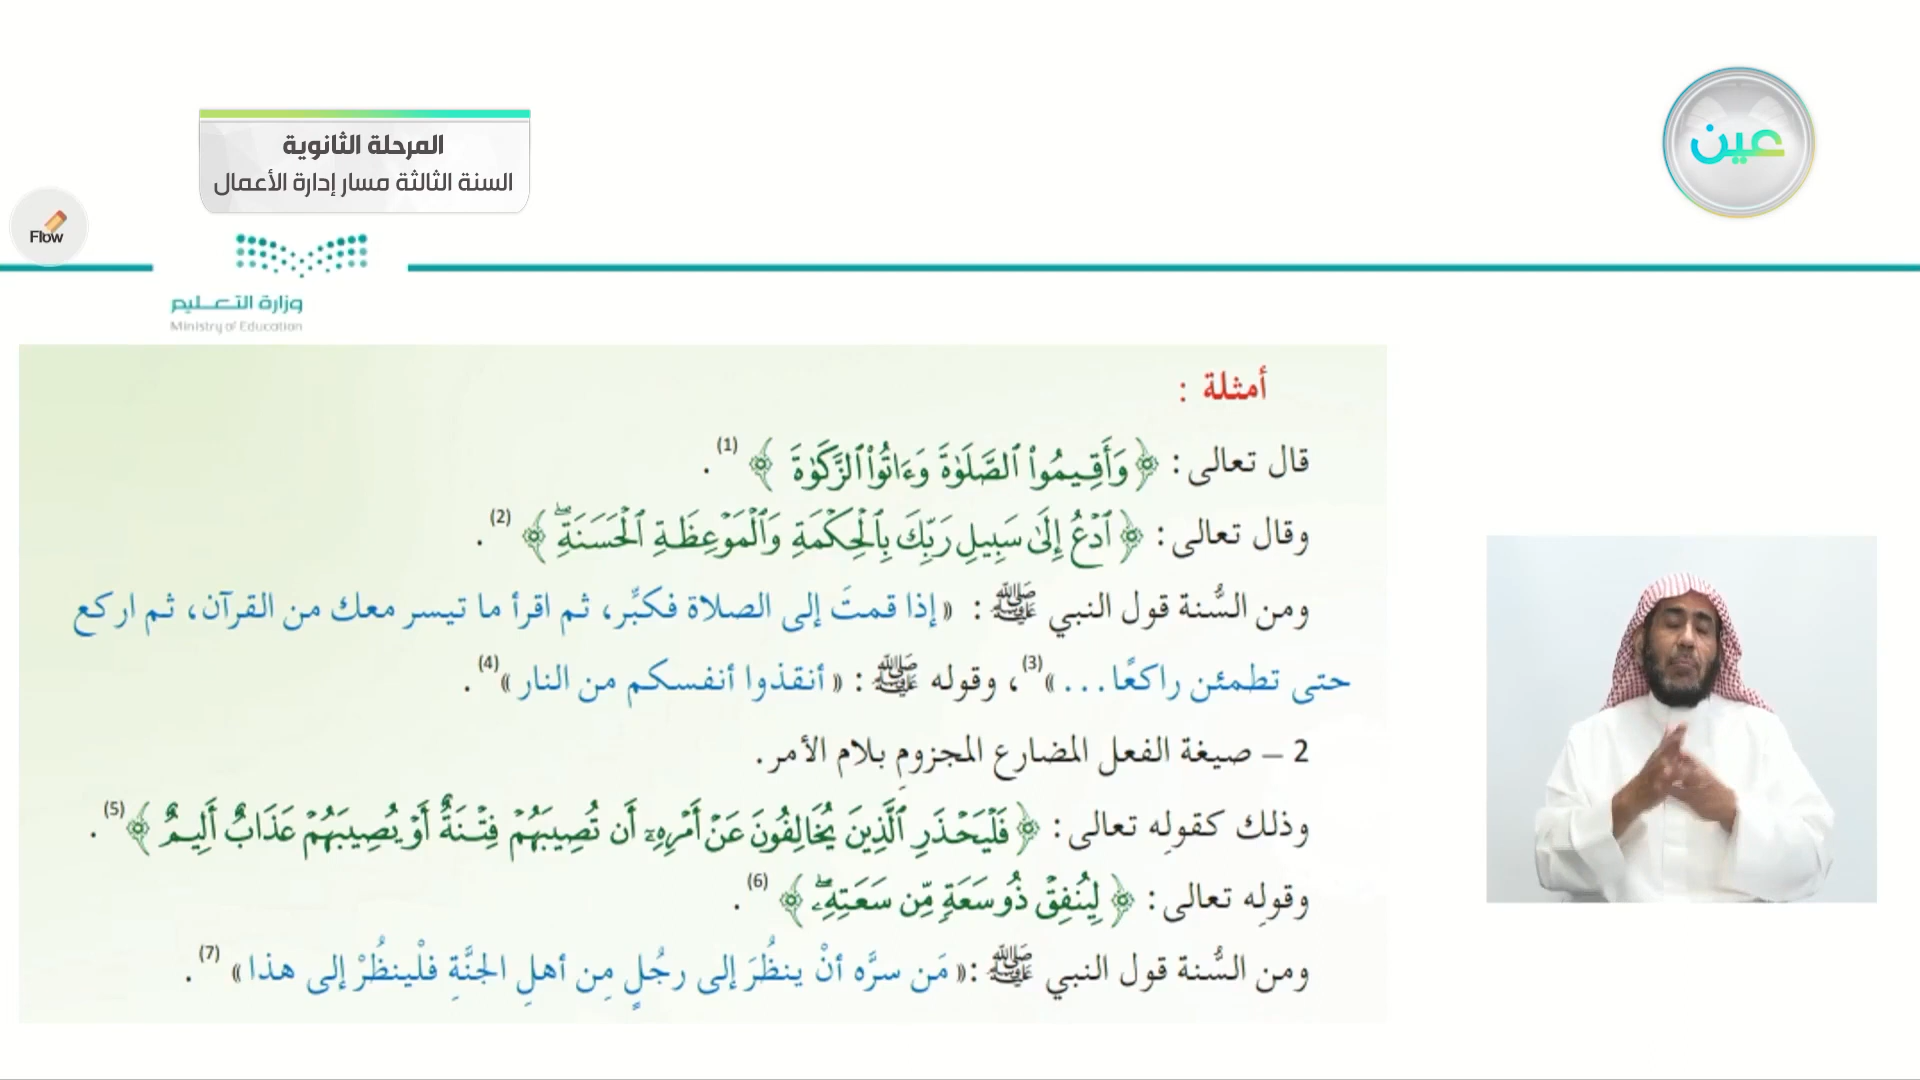 المرحلة الثانوية
السنة الثالثة مسار إدارة الأعمال
عين
Flow
وزارة التعليم
Ministry of Education
أمثلة :
قال تعالى: ﴿ وَأَقِيمُوا۟ ٱلصَّلَوٰةَ وَءَاتُوا۟ ٱلزَّكَوٰةَ ﴾ (1).
وقال تعالى: ﴿ ٱدْعُ إِلَىٰ سَبِيلِ رَبِّكَ بِٱلْحِكْمَةِ وَٱلْمَوْعِظَةِ ٱلْحَسَنَةِۖ ﴾ (2).
ومن السُّنة قول النبي ﷺ : «إذا قمتَ إلى الصلاة فكبِّر، ثم اقرأ ما تيسر معك من القرآن، ثم اركع
حتى تطمئن راكعًا...»(3)، وقوله ﷺ : «أنقذوا أنفسكم من النار»(4).
2 – صيغة الفعل المضارع المجزومِ بلام الأمر.
وذلك كقولِه تعالى: ﴿ فَلْيَحْذَرِ ٱلَّذِينَ يُخَالِفُونَ عَنْ أَمْرِهِۦٓ أَن تُصِيبَهُمْ فِتْنَةٌ أَوْ يُصِيبَهُمْ عَذَابٌ أَلِيمٌ ﴾(5).
وقولِه تعالى: ﴿ لِيُنفِقْ ذُو سَعَةٍ مِّن سَعَتِهِۦۖ ﴾ (6).
ومن السُّنة قول النبي ﷺ :«مَن سرَّه أنْ ينظُرَ إلى رجُلٍ مِن أهلِ الجنَّةِ فلْينظُرْ إلى هذا» (7).